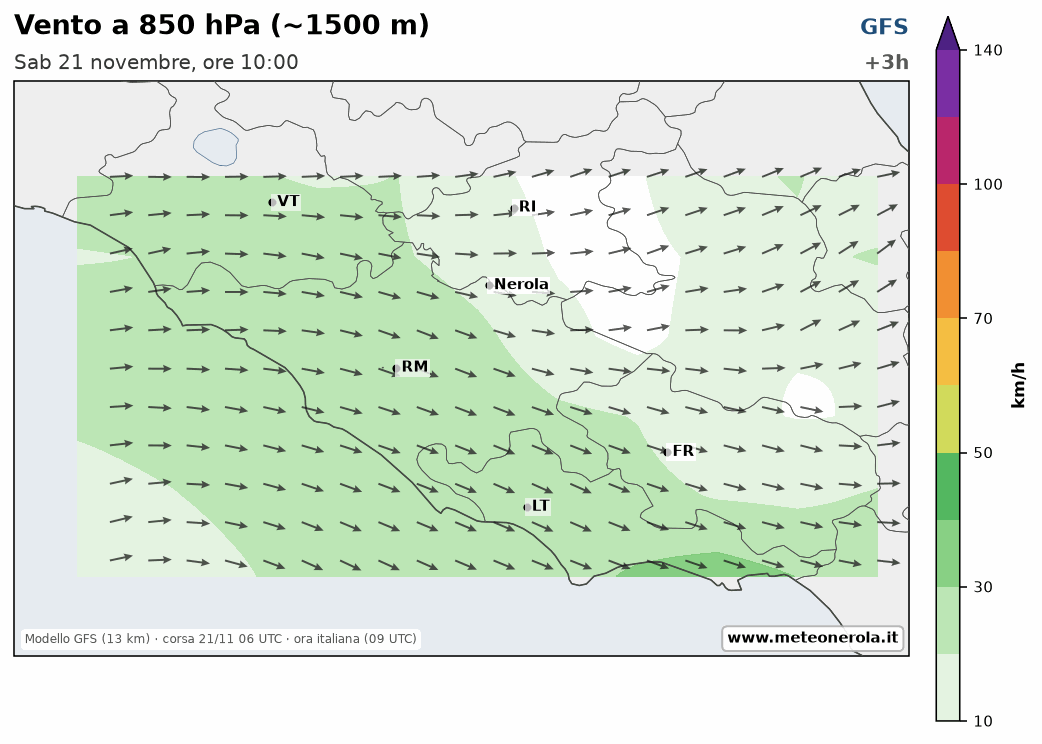 Vento a 850 hPa (~1500 m)
GFS
Sab 21 novembre, ore 10:00
+3h
VT
RI
Nerola
RM
FR
LT
140
100
70
50
30
10
km/h
Modello GFS (13 km) · corsa 21/11 06 UTC · ora italiana (09 UTC)
www.meteonerola.it